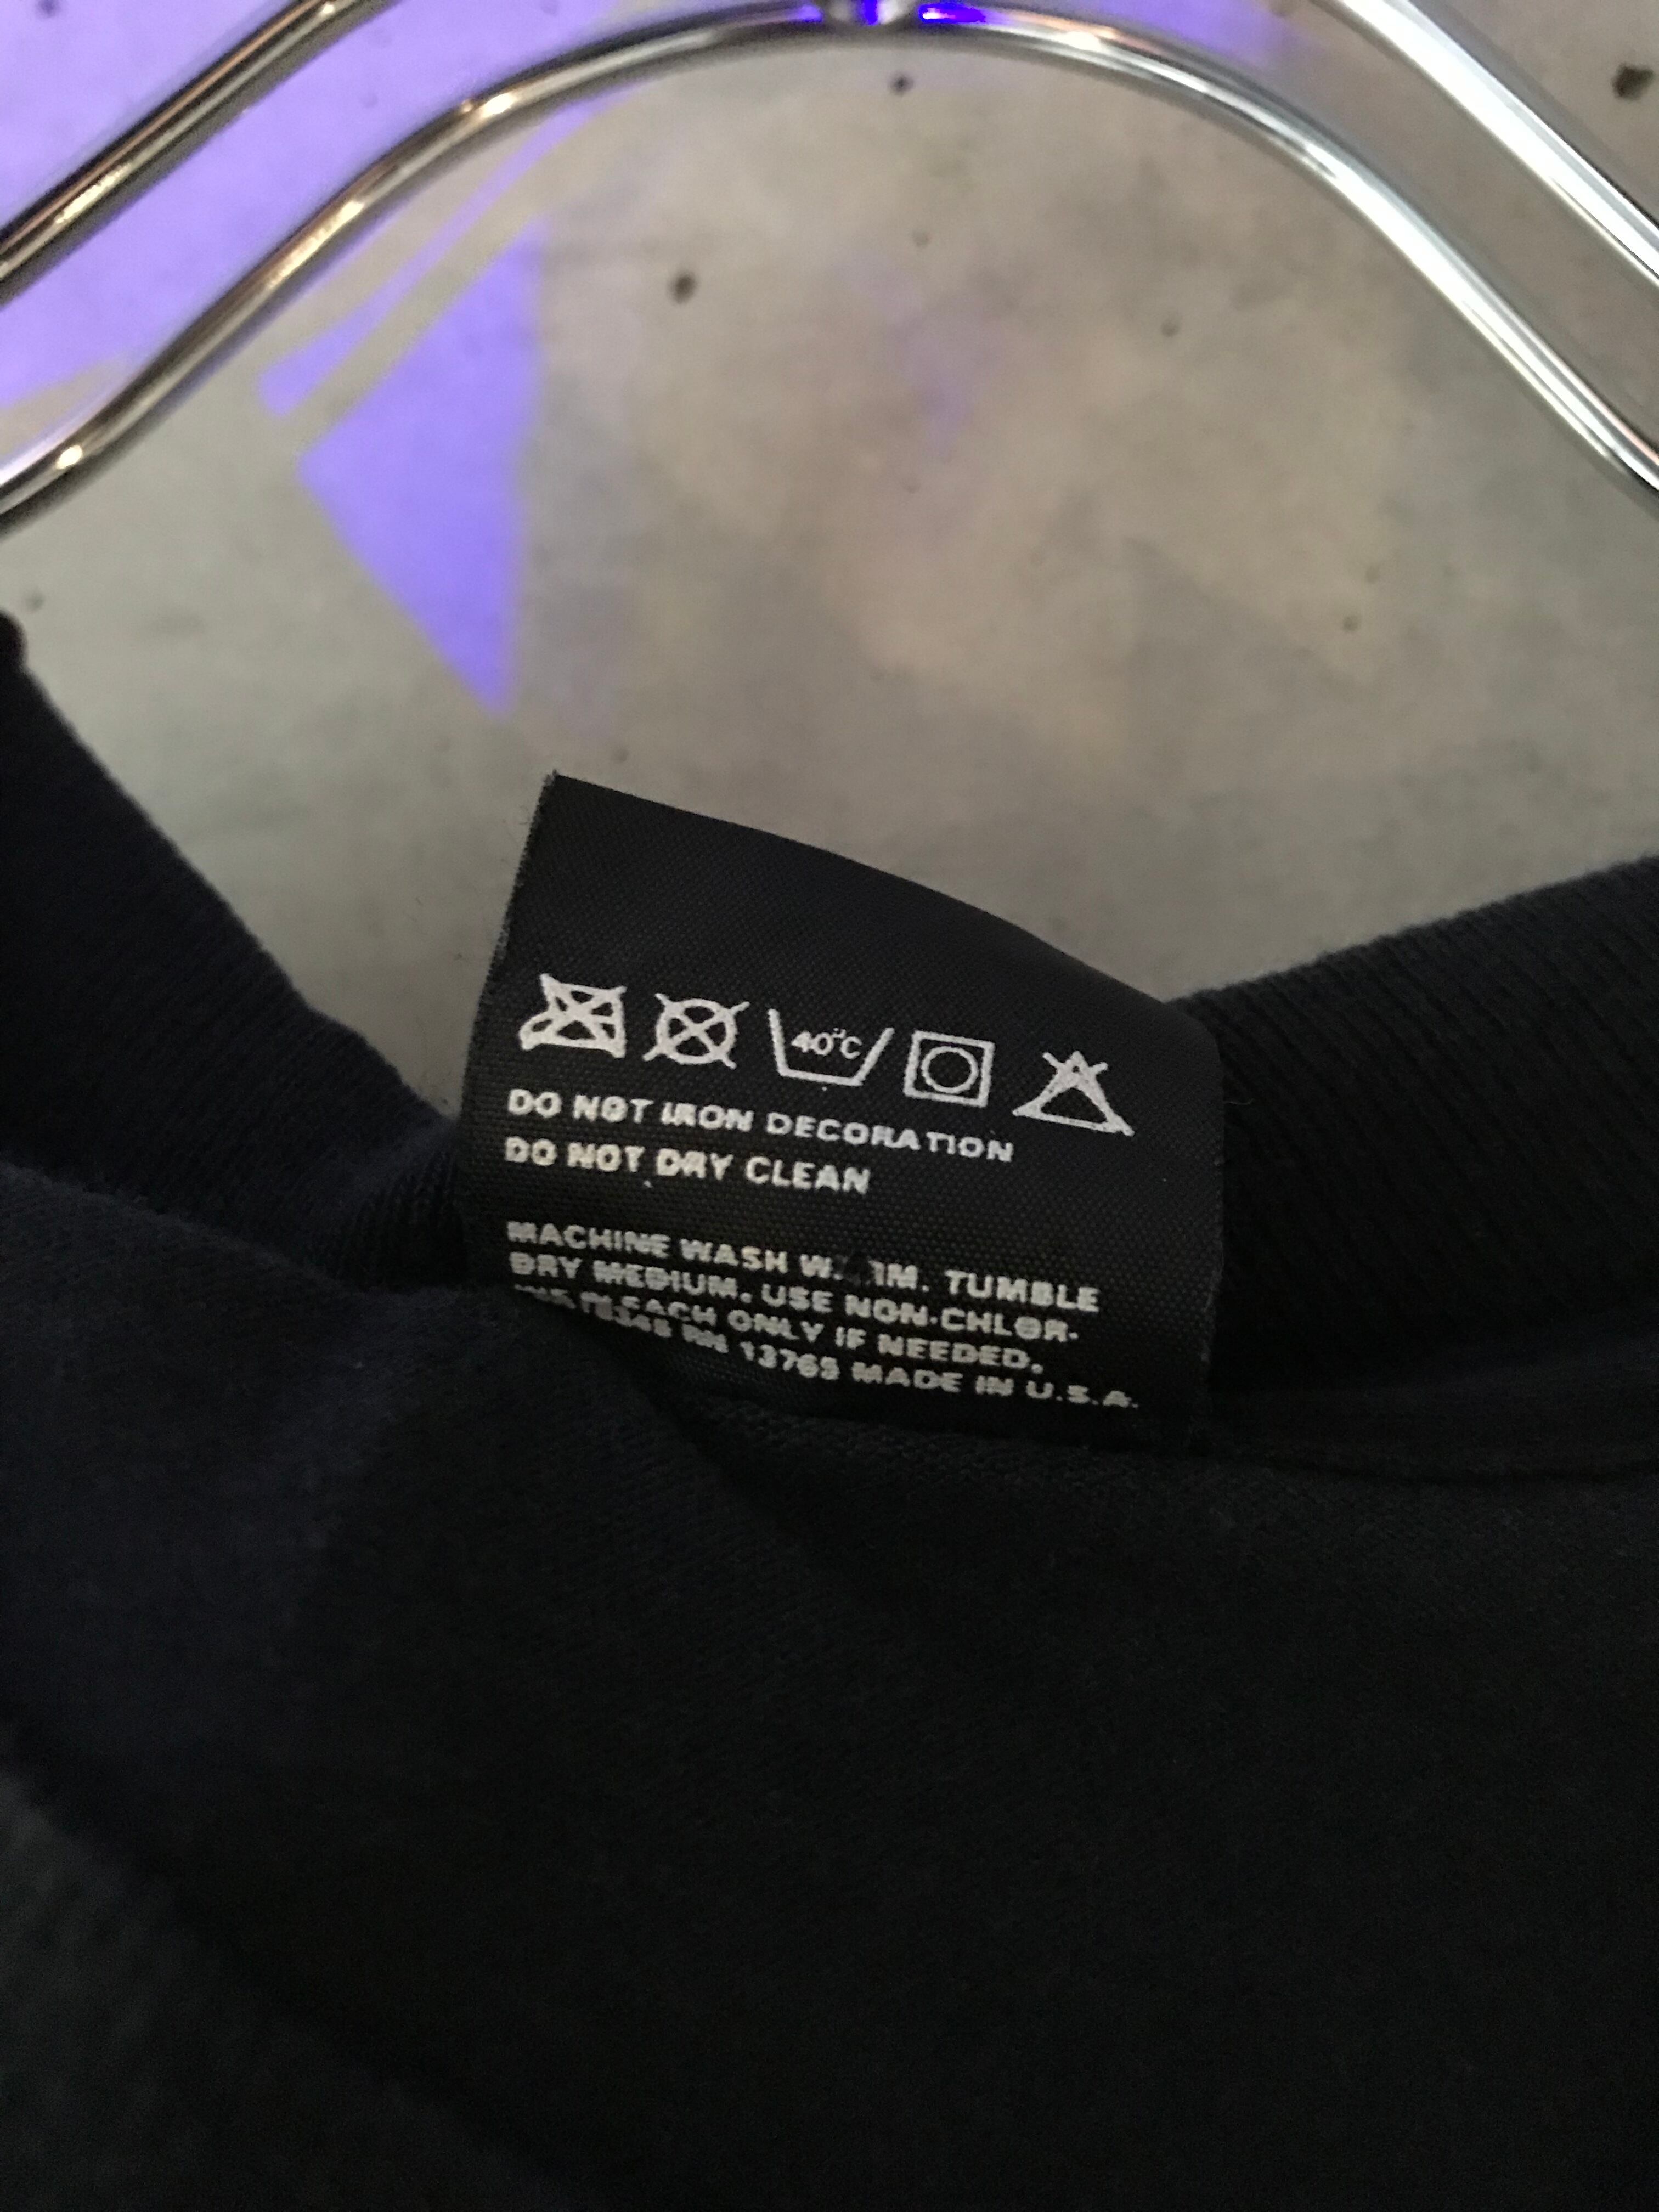 40°C
DO NOT IRON DECORATION
DO NOT DRY CLEAN
MACHINE WASH TUMBLE
DRY MEDIUM. USE NON-CHLOR-
BLEACH ONLY IF NEEDED.
RN 13765 MADE IN U.S.A.